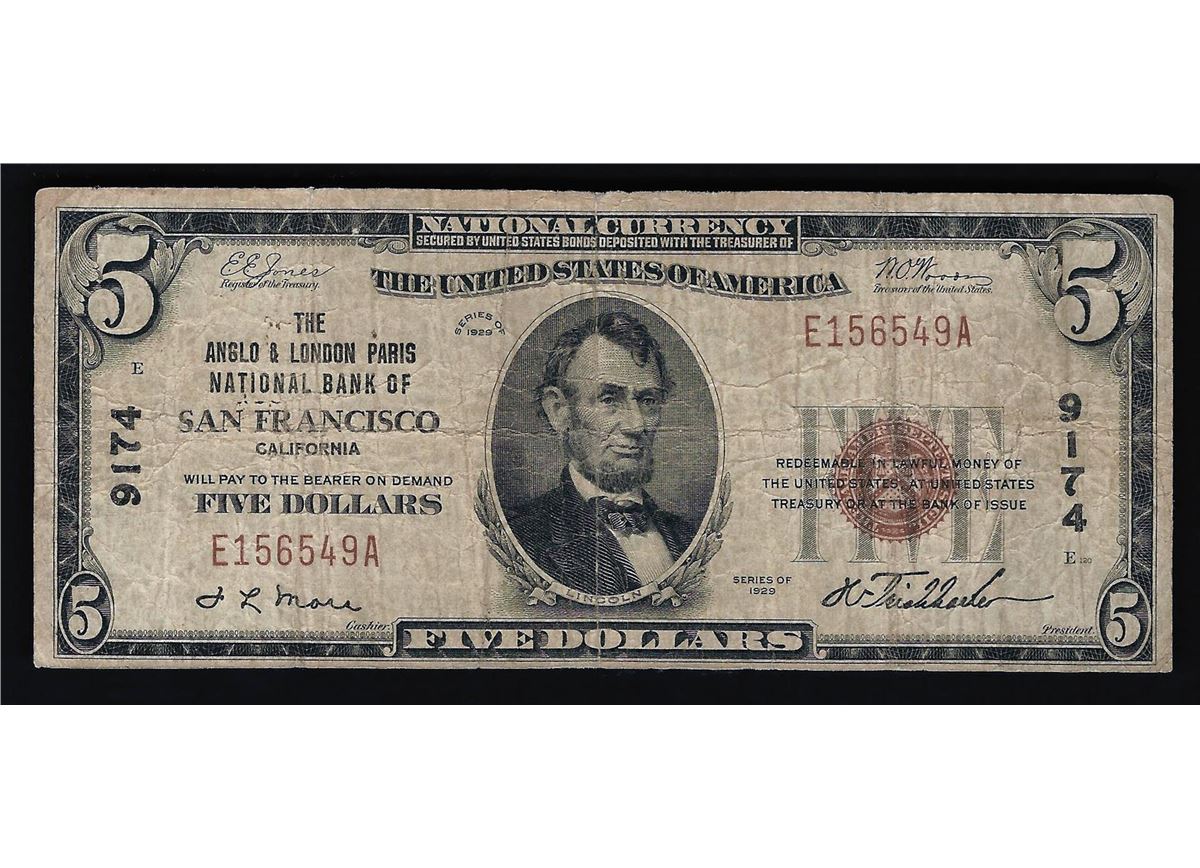 NATIONAL CURRENCY
SECURED BY UNITED STATES BONDS DEPOSITED WITH THE TREASURER OF
THE UNITED STATES OF AMERICA
5
5
E E Jones
Register of the Treasury.
W. O. Woods
Treasurer of the United States.
SERIES OF
1929
THE
ANGLO & LONDON PARIS
NATIONAL BANK OF
SAN FRANCISCO
CALIFORNIA
WILL PAY TO THE BEARER ON DEMAND
FIVE DOLLARS
E156549A
E
9174
E156549A
FIVE
REDEEMABLE IN LAWFUL MONEY OF
THE UNITED STATES, AT UNITED STATES
TREASURY OR AT THE BANK OF ISSUE
9174
E 120
SERIES OF
1929
LINCOLN
Cashier.
President.
5
FIVE DOLLARS
5